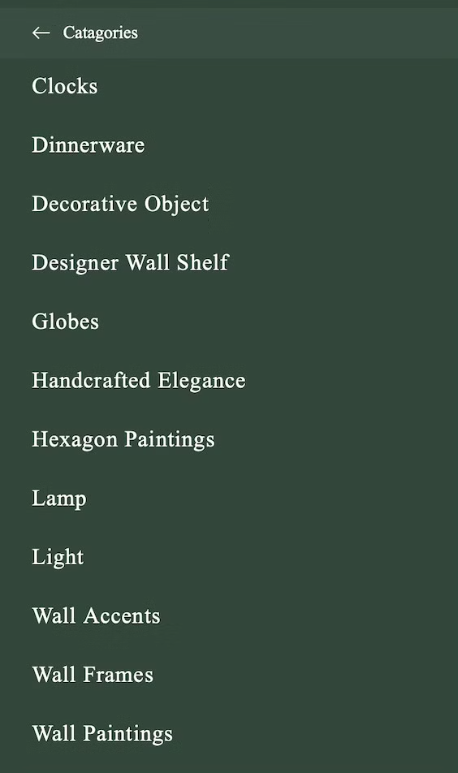 Catagories
Clocks
Dinnerware
Decorative Object
Designer Wall Shelf
Globes
Handcrafted Elegance
Hexagon Paintings
Lamp
Light
Wall Accents
Wall Frames
Wall Paintings